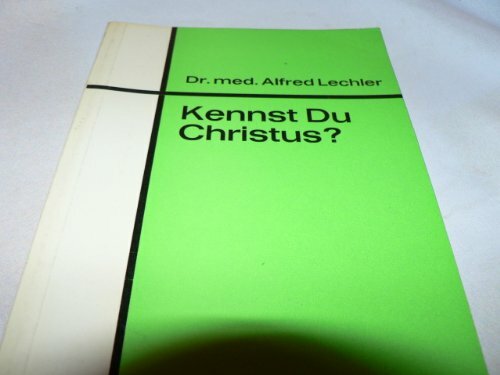 Dr. med. Alfred Lechler
Kennst Du
Christus?